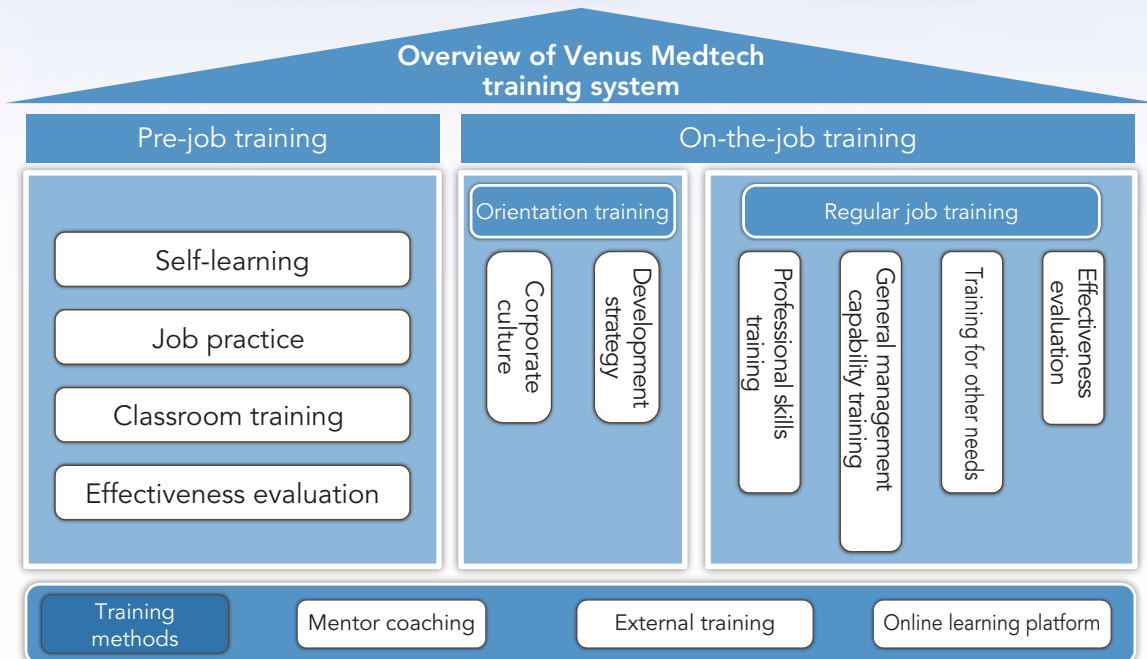 Overview of Venus Medtech
training system
Pre-job training
On-the-job training
Self-learning
Job practice
Classroom training
Effectiveness evaluation
Orientation training
Corporate
culture
Development
strategy
Regular job training
Professional skills
training
General management
capability training
Training for other needs
Effectiveness
evaluation
Training
methods
Mentor coaching
External training
Online learning platform